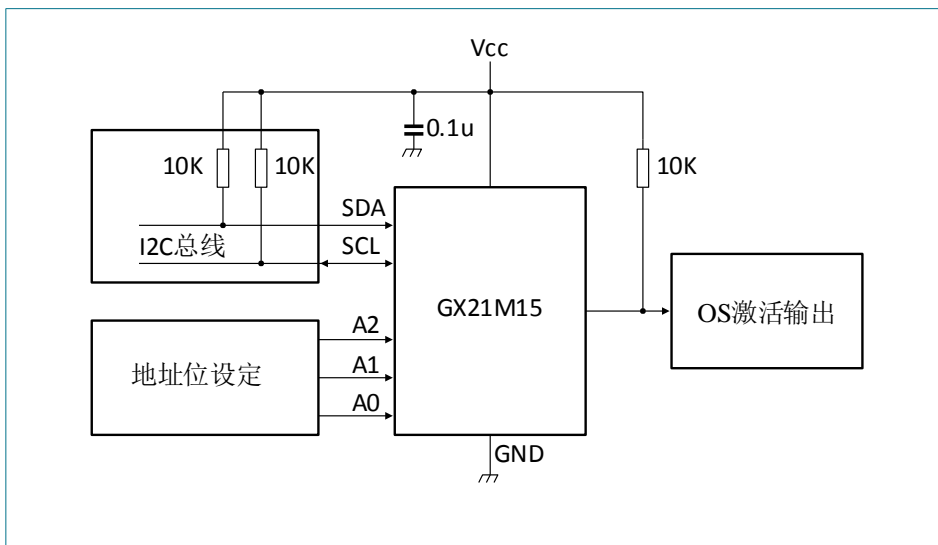 Vcc
0.1u
10K
10K
10K
SDA
I2C总线
SCL
GX21M15
OS激活输出
A2
地址位设定
A1
A0
GND